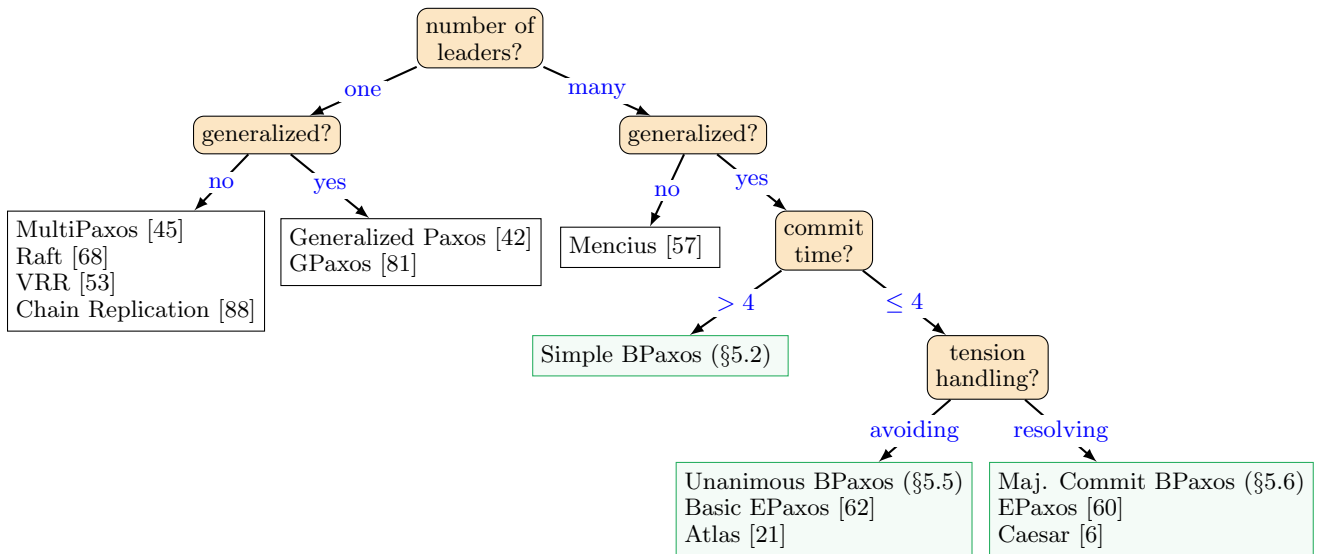 number of
leaders?
one
many
generalized?
generalized?
no
yes
no
yes
MultiPaxos [45]
Raft [68]
VRR [53]
Chain Replication [88]
Generalized Paxos [42]
GPaxos [81]
Mencius [57]
commit
time?
> 4
≤ 4
Simple BPaxos (§5.2)
tension
handling?
avoiding
resolving
Unanimous BPaxos (§5.5)
Basic EPaxos [62]
Atlas [21]
Maj. Commit BPaxos (§5.6)
EPaxos [60]
Caesar [6]